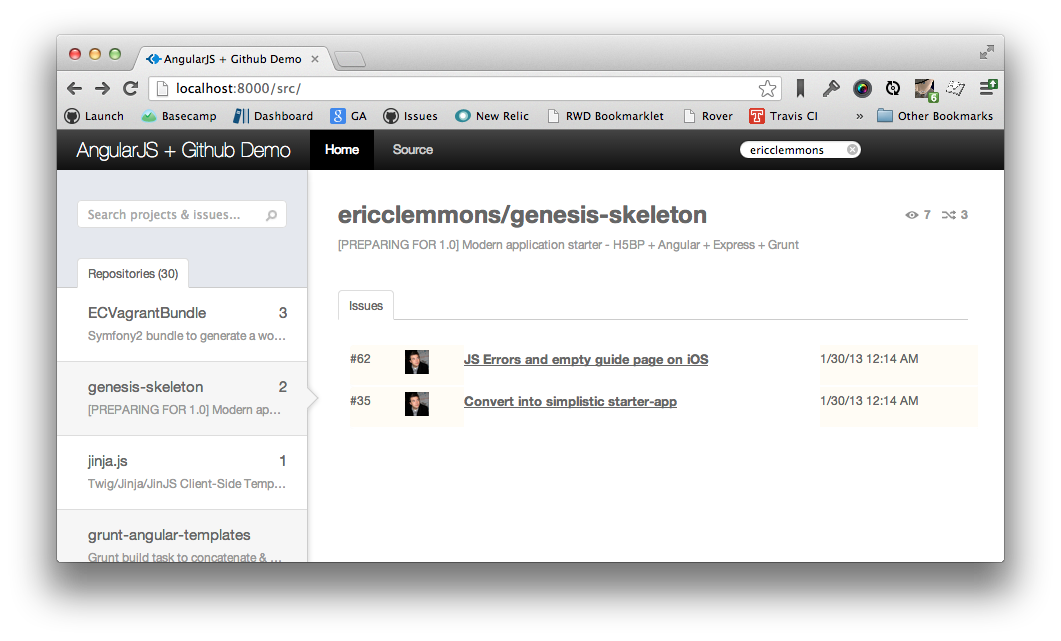 AngularJS + Github Demo
localhost:8000/src/
6
Launch Basecamp Dashboard 8 GA Issues New Relic RWD Bookmarklet Rover Travis CI » Other Bookmarks
AngularJS + Github Demo Home Source ericclemmons
Search projects & issues...
Repositories (30)
ECVagrantBundle 3
Symfony2 bundle to generate a wo...
genesis-skeleton 2
[PREPARING FOR 1.0] Modern ap...
jinja.js 1
Twig/Jinja/JinJS Client-Side Temp...
grunt-angular-templates
Grunt build task to concatenate & ...
ericclemmons/genesis-skeleton 7 3
[PREPARING FOR 1.0] Modern application starter - H5BP + Angular + Express + Grunt
Issues
#62 JS Errors and empty guide page on iOS 1/30/13 12:14 AM
#35 Convert into simplistic starter-app 1/30/13 12:14 AM